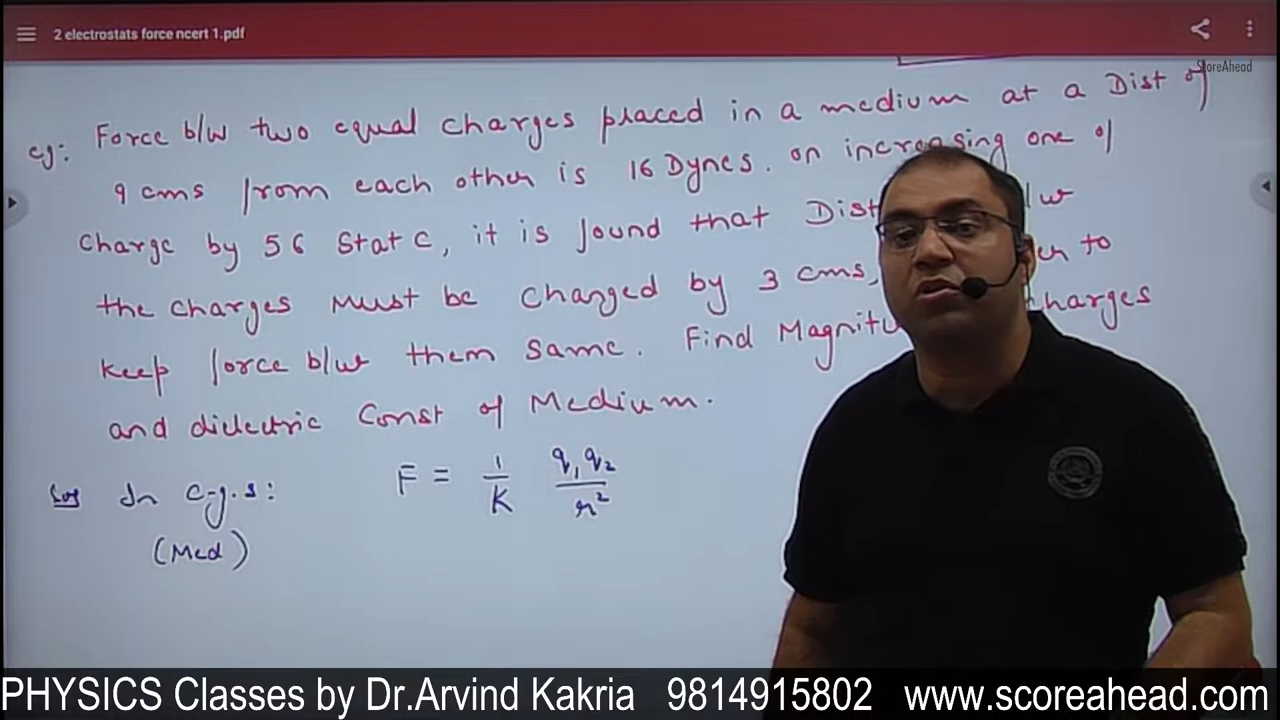 2 electrostats force ncert 1.pdf
ScoreAhead
eg: Force b/w two equal charges placed in a medium at a Dist of
9 cms from each other is 16 Dynes. on increasing one of
Charge by 56 Stat C, it is found that Dist /w
the charges Must be changed by 3 cms, to
keep force b/w them same. Find Magnitu charges
and dielectric Const of Medium.
Sol In c.g.s: F = 1/K q1q2/r²
(Med)
PHYSICS Classes by Dr.Arvind Kakria 9814915802 www.scoreahead.com